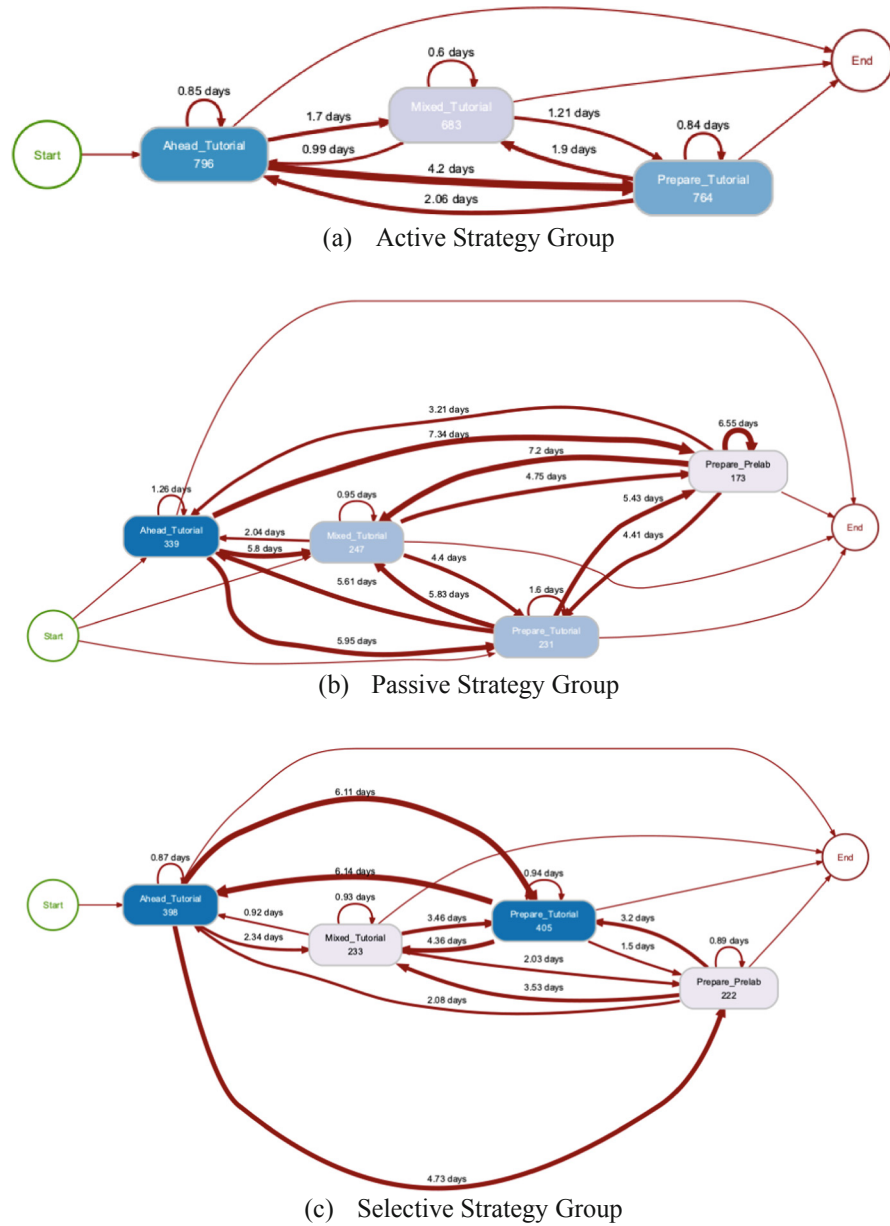 0.6 days
End
0.85 days
1.7 days
Mixed_Tutorial
683
1.21 days
0.84 days
Start
Ahead_Tutorial
796
0.99 days
1.9 days
4.2 days
Prepare_Tutorial
764
2.06 days
(a) Active Strategy Group
3.21 days
6.55 days
7.34 days
7.2 days
Prepare_Prelab
173
4.75 days
1.26 days
0.95 days
5.43 days
Ahead_Tutorial
339
2.04 days
Mixed_Tutorial
247
End
5.8 days
4.4 days
4.41 days
5.61 days
5.83 days
1.6 days
Start
Prepare_Tutorial
231
5.95 days
(b) Passive Strategy Group
6.11 days
0.87 days
6.14 days
0.94 days
End
Start
Ahead_Tutorial
398
0.93 days
0.92 days
3.46 days
Prepare_Tutorial
405
3.2 days
2.34 days
Mixed_Tutorial
233
4.36 days
1.5 days
0.89 days
2.03 days
Prepare_Prelab
222
3.53 days
2.08 days
4.73 days
(c) Selective Strategy Group